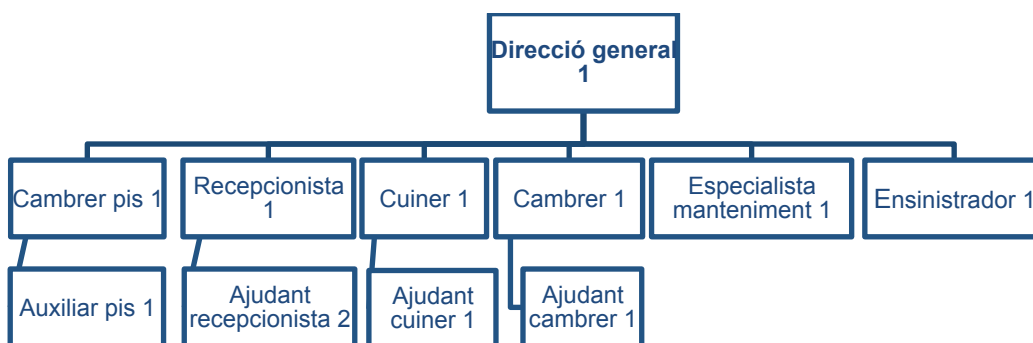 Direcció general
1
Cambrer pis 1
Recepcionista
1
Cuiner 1
Cambrer 1
Especialista
manteniment 1
Ensinistrador 1
Auxiliar pis 1
Ajudant
recepcionista 2
Ajudant
cuiner 1
Ajudant
cambrer 1